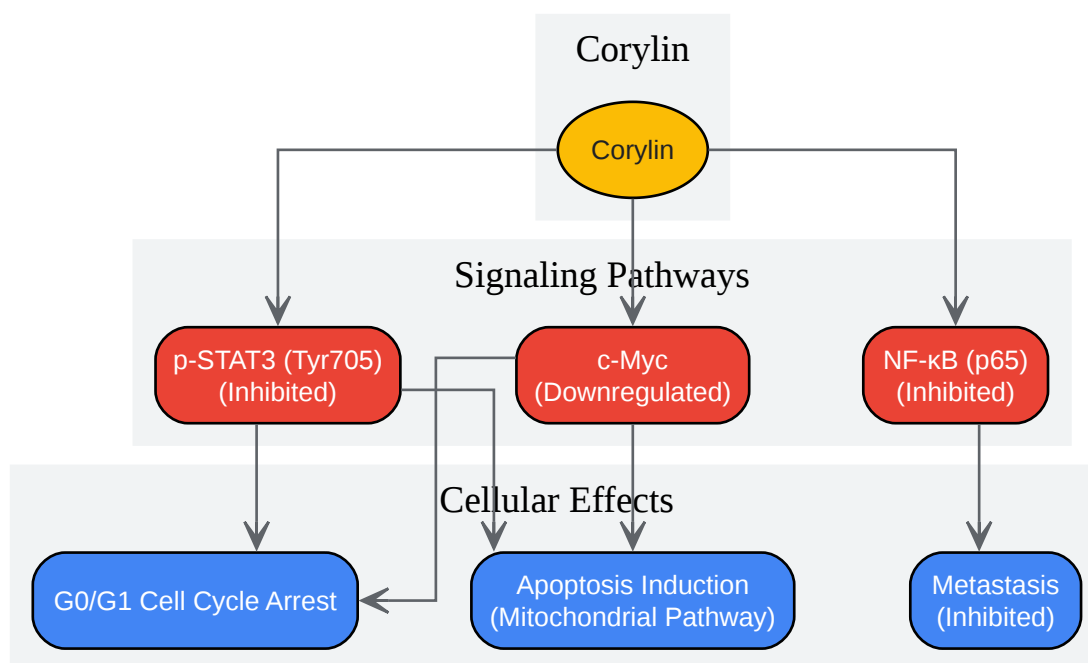 Corylin
Corylin
Signaling Pathways
p-STAT3 (Tyr705)
(Inhibited)
c-Myc
(Downregulated)
NF-κB (p65)
(Inhibited)
Cellular Effects
G0/G1 Cell Cycle Arrest
Apoptosis Induction
(Mitochondrial Pathway)
Metastasis
(Inhibited)